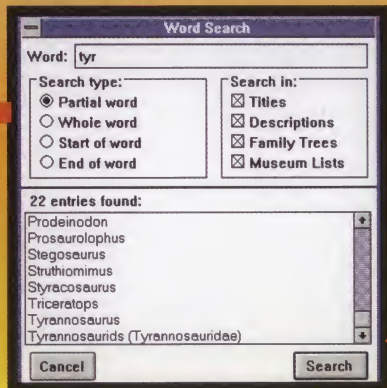 Word Search
Word: tyr
Search type:
Partial word
Whole word
Start of word
End of word
Search in:
Titles
Descriptions
Family Trees
Museum Lists
22 entries found:
Prodeinodon
Prosaurolophus
Stegosaurus
Struthiomimus
Styracosaurus
Triceratops
Tyrannosaurus
Tyrannosaurids (Tyrannosauridae)
Cancel Search